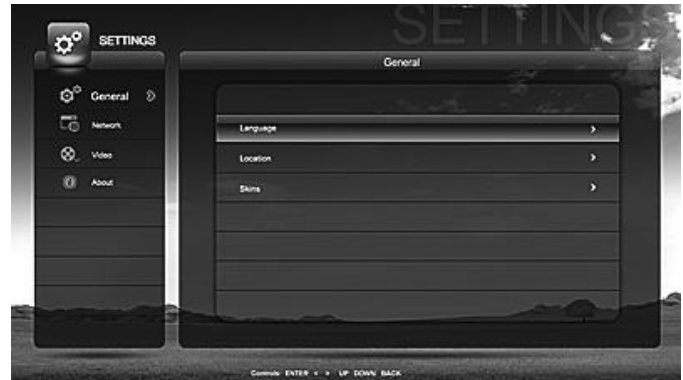 SETTINGS
SETTINGS
General
General
Network
Video
About
Language
Location
Skins
Controls: ENTER < > UP DOWN BACK